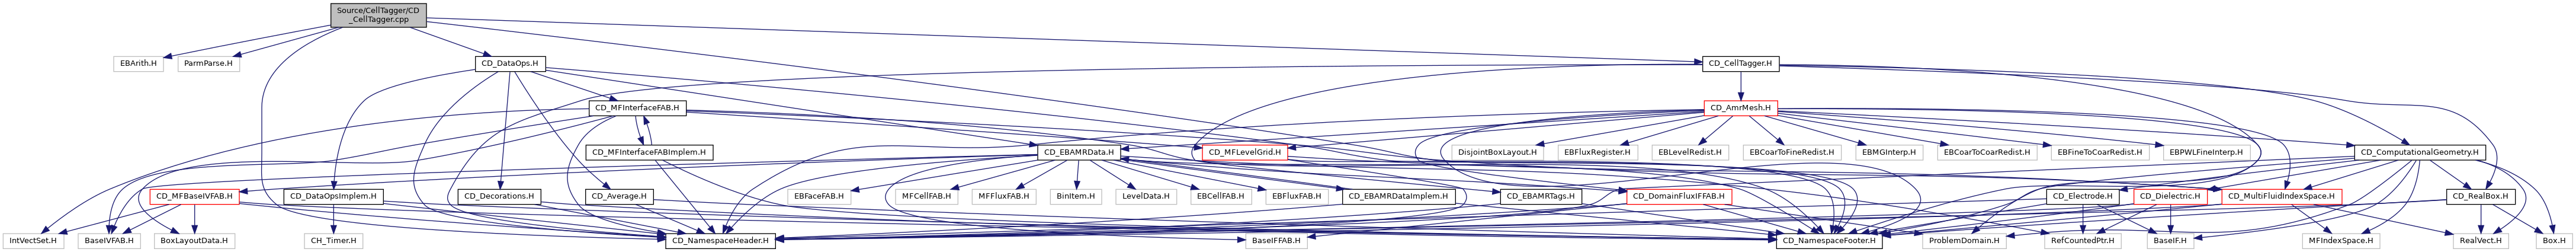 Source/CellTagger/CD
_CellTagger.cpp
EBArith.H
ParmParse.H
CD_DataOps.H
CD_CellTagger.H
CD_MFInterfaceFAB.H
CD_AmrMesh.H
CD_MFInterfaceFABImplem.H
CD_EBAMRData.H
CD_MFLevelGrid.H
DisjointBoxLayout.H
EBFluxRegister.H
EBLevelRedist.H
EBCoarToFineRedist.H
EBMGInterp.H
EBCoarToCoarRedist.H
EBFineToCoarRedist.H
EBPWLFineInterp.H
CD_ComputationalGeometry.H
CD_MFBaseIVFAB.H
CD_DataOpsImplem.H
CD_Decorations.H
CD_Average.H
EBFaceFAB.H
MFCellFAB.H
MFFluxFAB.H
BinItem.H
LevelData.H
EBCellFAB.H
EBFluxFAB.H
CD_EBAMRDataImplem.H
CD_EBAMRTags.H
CD_DomainFluxIFFAB.H
CD_Electrode.H
CD_Dielectric.H
CD_MultiFluidIndexSpace.H
CD_RealBox.H
IntVectSet.H
BaseIVFAB.H
BoxLayoutData.H
CH_Timer.H
CD_NamespaceHeader.H
BaseIFFAB.H
CD_NamespaceFooter.H
ProblemDomain.H
RefCountedPtr.H
BaseIF.H
MFIndexSpace.H
RealVect.H
Box.H